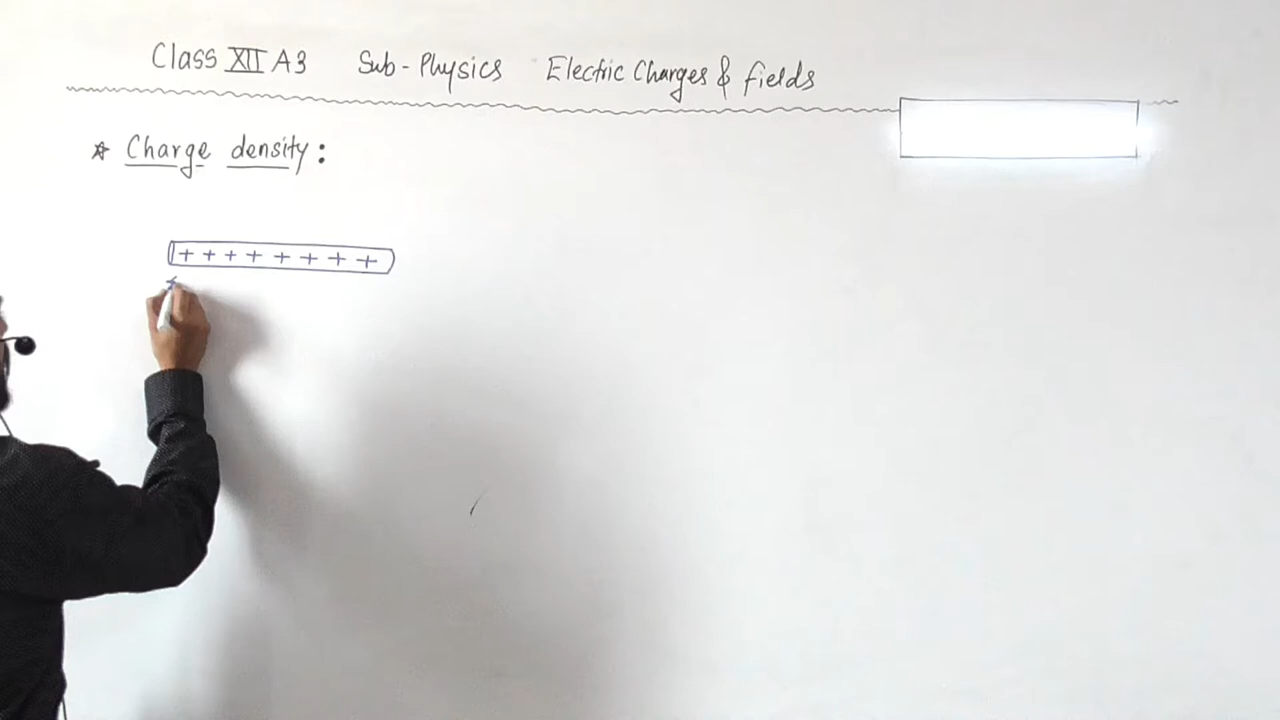 Class XII A3 Sub-Physics Electric Charges & fields
* Charge density:
+ + + + + + + +